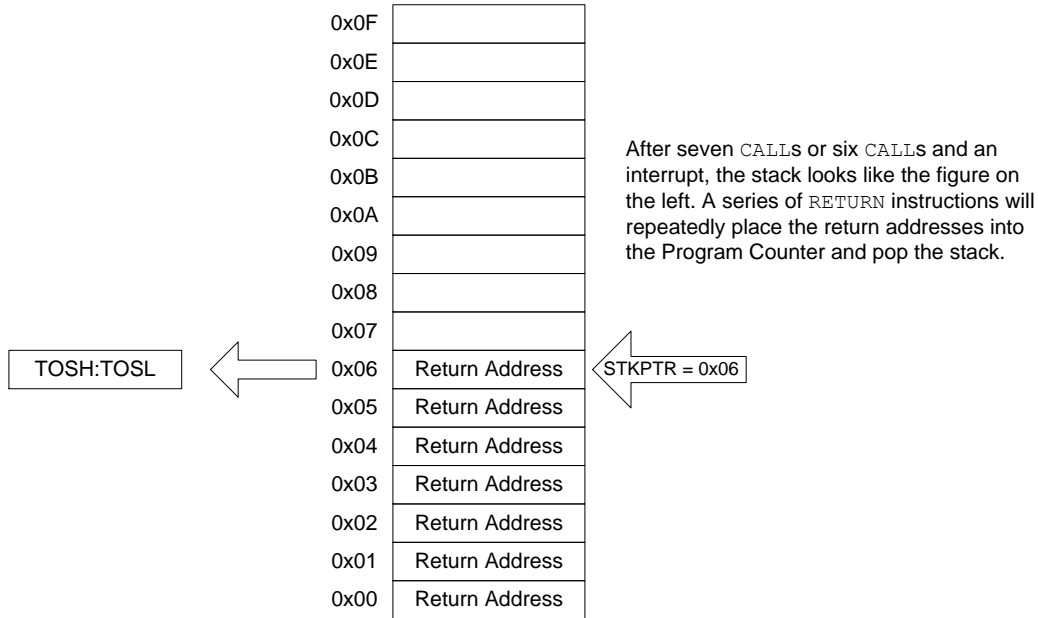 0x0F
0x0E
0x0D
0x0C
0x0B
0x0A
0x09
0x08
0x07
After seven CALLs or six CALLs and an
interrupt, the stack looks like the figure on
the left. A series of RETURN instructions will
repeatedly place the return addresses into
the Program Counter and pop the stack.
TOSH:TOSL
0x06 Return Address
STKPTR = 0x06
0x05 Return Address
0x04 Return Address
0x03 Return Address
0x02 Return Address
0x01 Return Address
0x00 Return Address